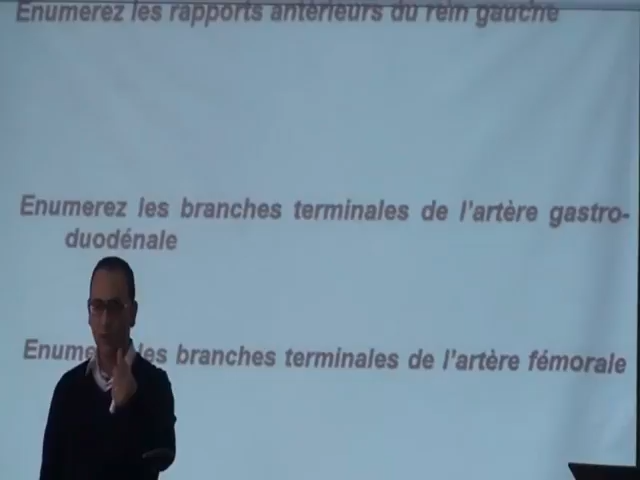 Enumerez les rapports antérieurs du rein gauche
Enumerez les branches terminales de l'artère gastro-
duodénale
les branches terminales de l'artère fémorale